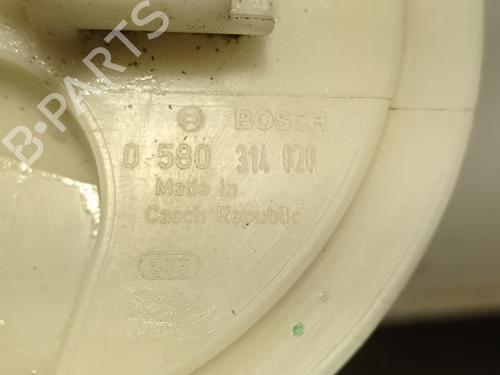 B-PARTS
BOSCH
0 580 314 020
Made in
Czech Republic